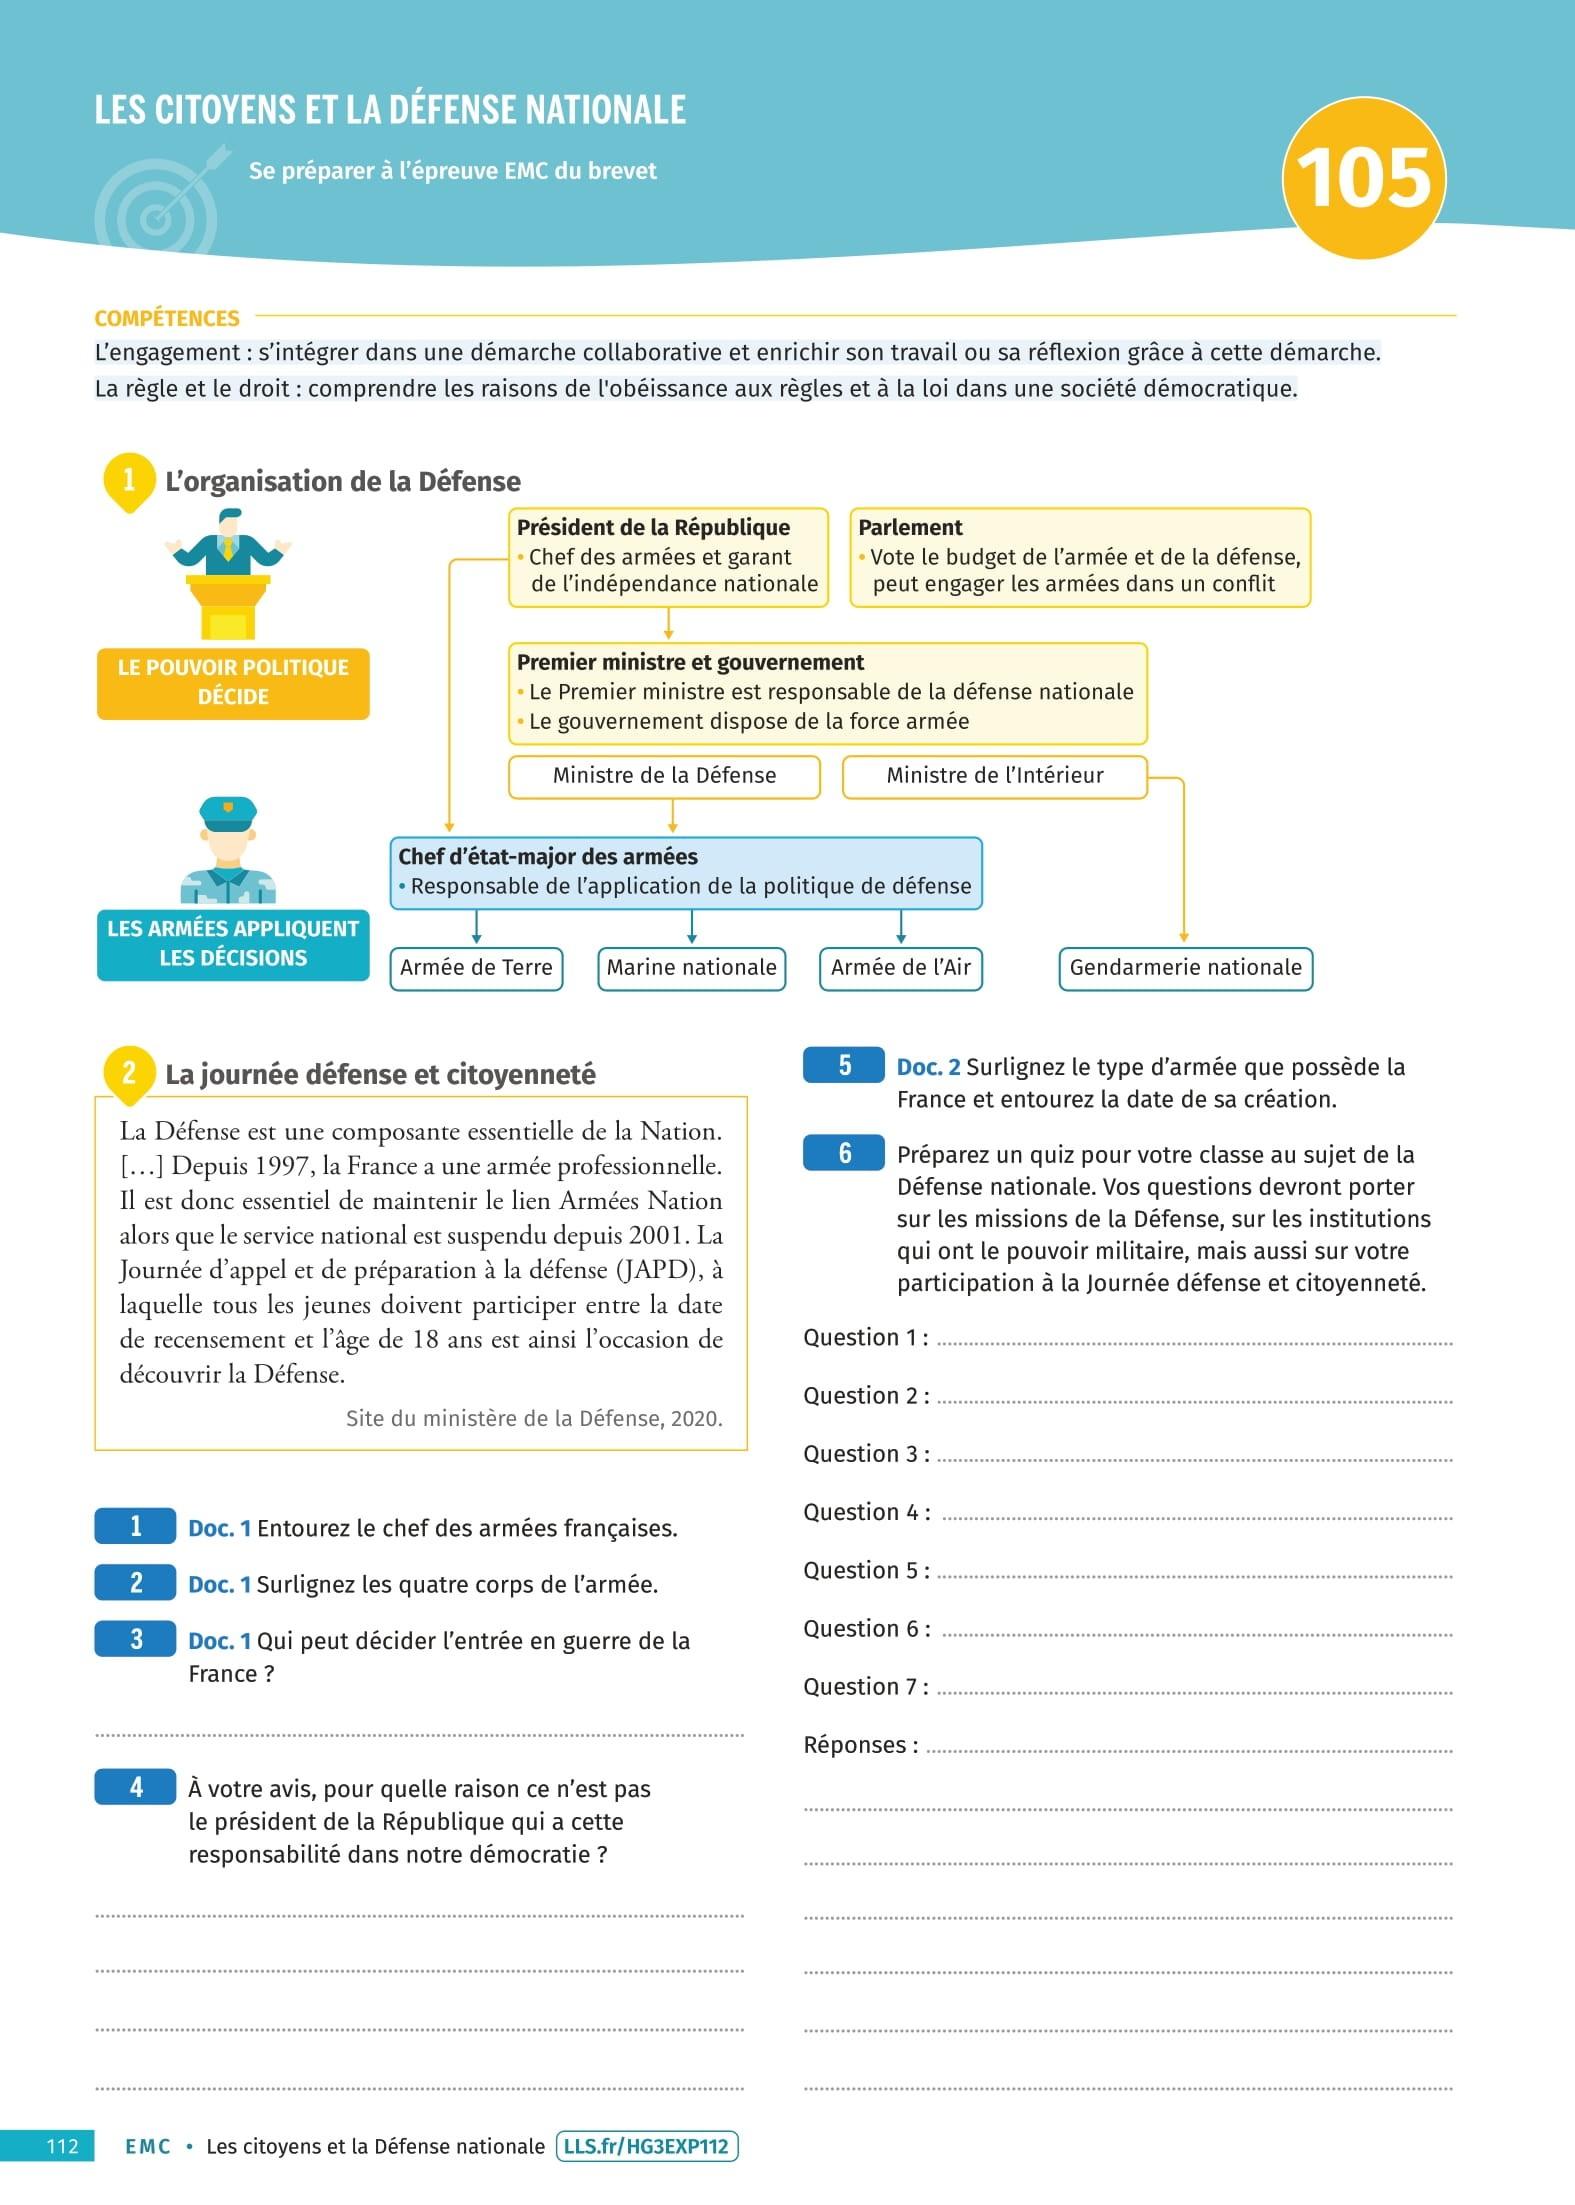 LES CITOYENS ET LA DÉFENSE NATIONALE
Se préparer à l'épreuve EMC du brevet
105
COMPÉTENCES
L'engagement : s'intégrer dans une démarche collaborative et enrichir son travail ou sa réflexion grâce à cette démarche.
La règle et le droit : comprendre les raisons de l'obéissance aux règles et à la loi dans une société démocratique.
1 L'organisation de la Défense
Président de la République
• Chef des armées et garant
de l'indépendance nationale
Parlement
• Vote le budget de l'armée et de la défense,
peut engager les armées dans un conflit
LE POUVOIR POLITIQUE
DÉCIDE
Premier ministre et gouvernement
• Le Premier ministre est responsable de la défense nationale
• Le gouvernement dispose de la force armée
Ministre de la Défense
Ministre de l'Intérieur
Chef d'état-major des armées
• Responsable de l'application de la politique de défense
LES ARMÉES APPLIQUENT
LES DÉCISIONS
Armée de Terre
Marine nationale
Armée de l'Air
Gendarmerie nationale
2 La journée défense et citoyenneté
La Défense est une composante essentielle de la Nation.
[…] Depuis 1997, la France a une armée professionnelle.
Il est donc essentiel de maintenir le lien Armées Nation
alors que le service national est suspendu depuis 2001. La
Journée d'appel et de préparation à la défense (JAPD), à
laquelle tous les jeunes doivent participer entre la date
de recensement et l'âge de 18 ans est ainsi l'occasion de
découvrir la Défense.
Site du ministère de la Défense, 2020.
1 Doc. 1 Entourez le chef des armées françaises.
2 Doc. 1 Surlignez les quatre corps de l'armée.
3 Doc. 1 Qui peut décider l'entrée en guerre de la
France ?
4 À votre avis, pour quelle raison ce n'est pas
le président de la République qui a cette
responsabilité dans notre démocratie ?
5 Doc. 2 Surlignez le type d'armée que possède la
France et entourez la date de sa création.
6 Préparez un quiz pour votre classe au sujet de la
Défense nationale. Vos questions devront porter
sur les missions de la Défense, sur les institutions
qui ont le pouvoir militaire, mais aussi sur votre
participation à la Journée défense et citoyenneté.
Question 1 :
Question 2 :
Question 3 :
Question 4 :
Question 5 :
Question 6 :
Question 7 :
Réponses :
112 EMC • Les citoyens et la Défense nationale LLS.fr/HG3EXP112